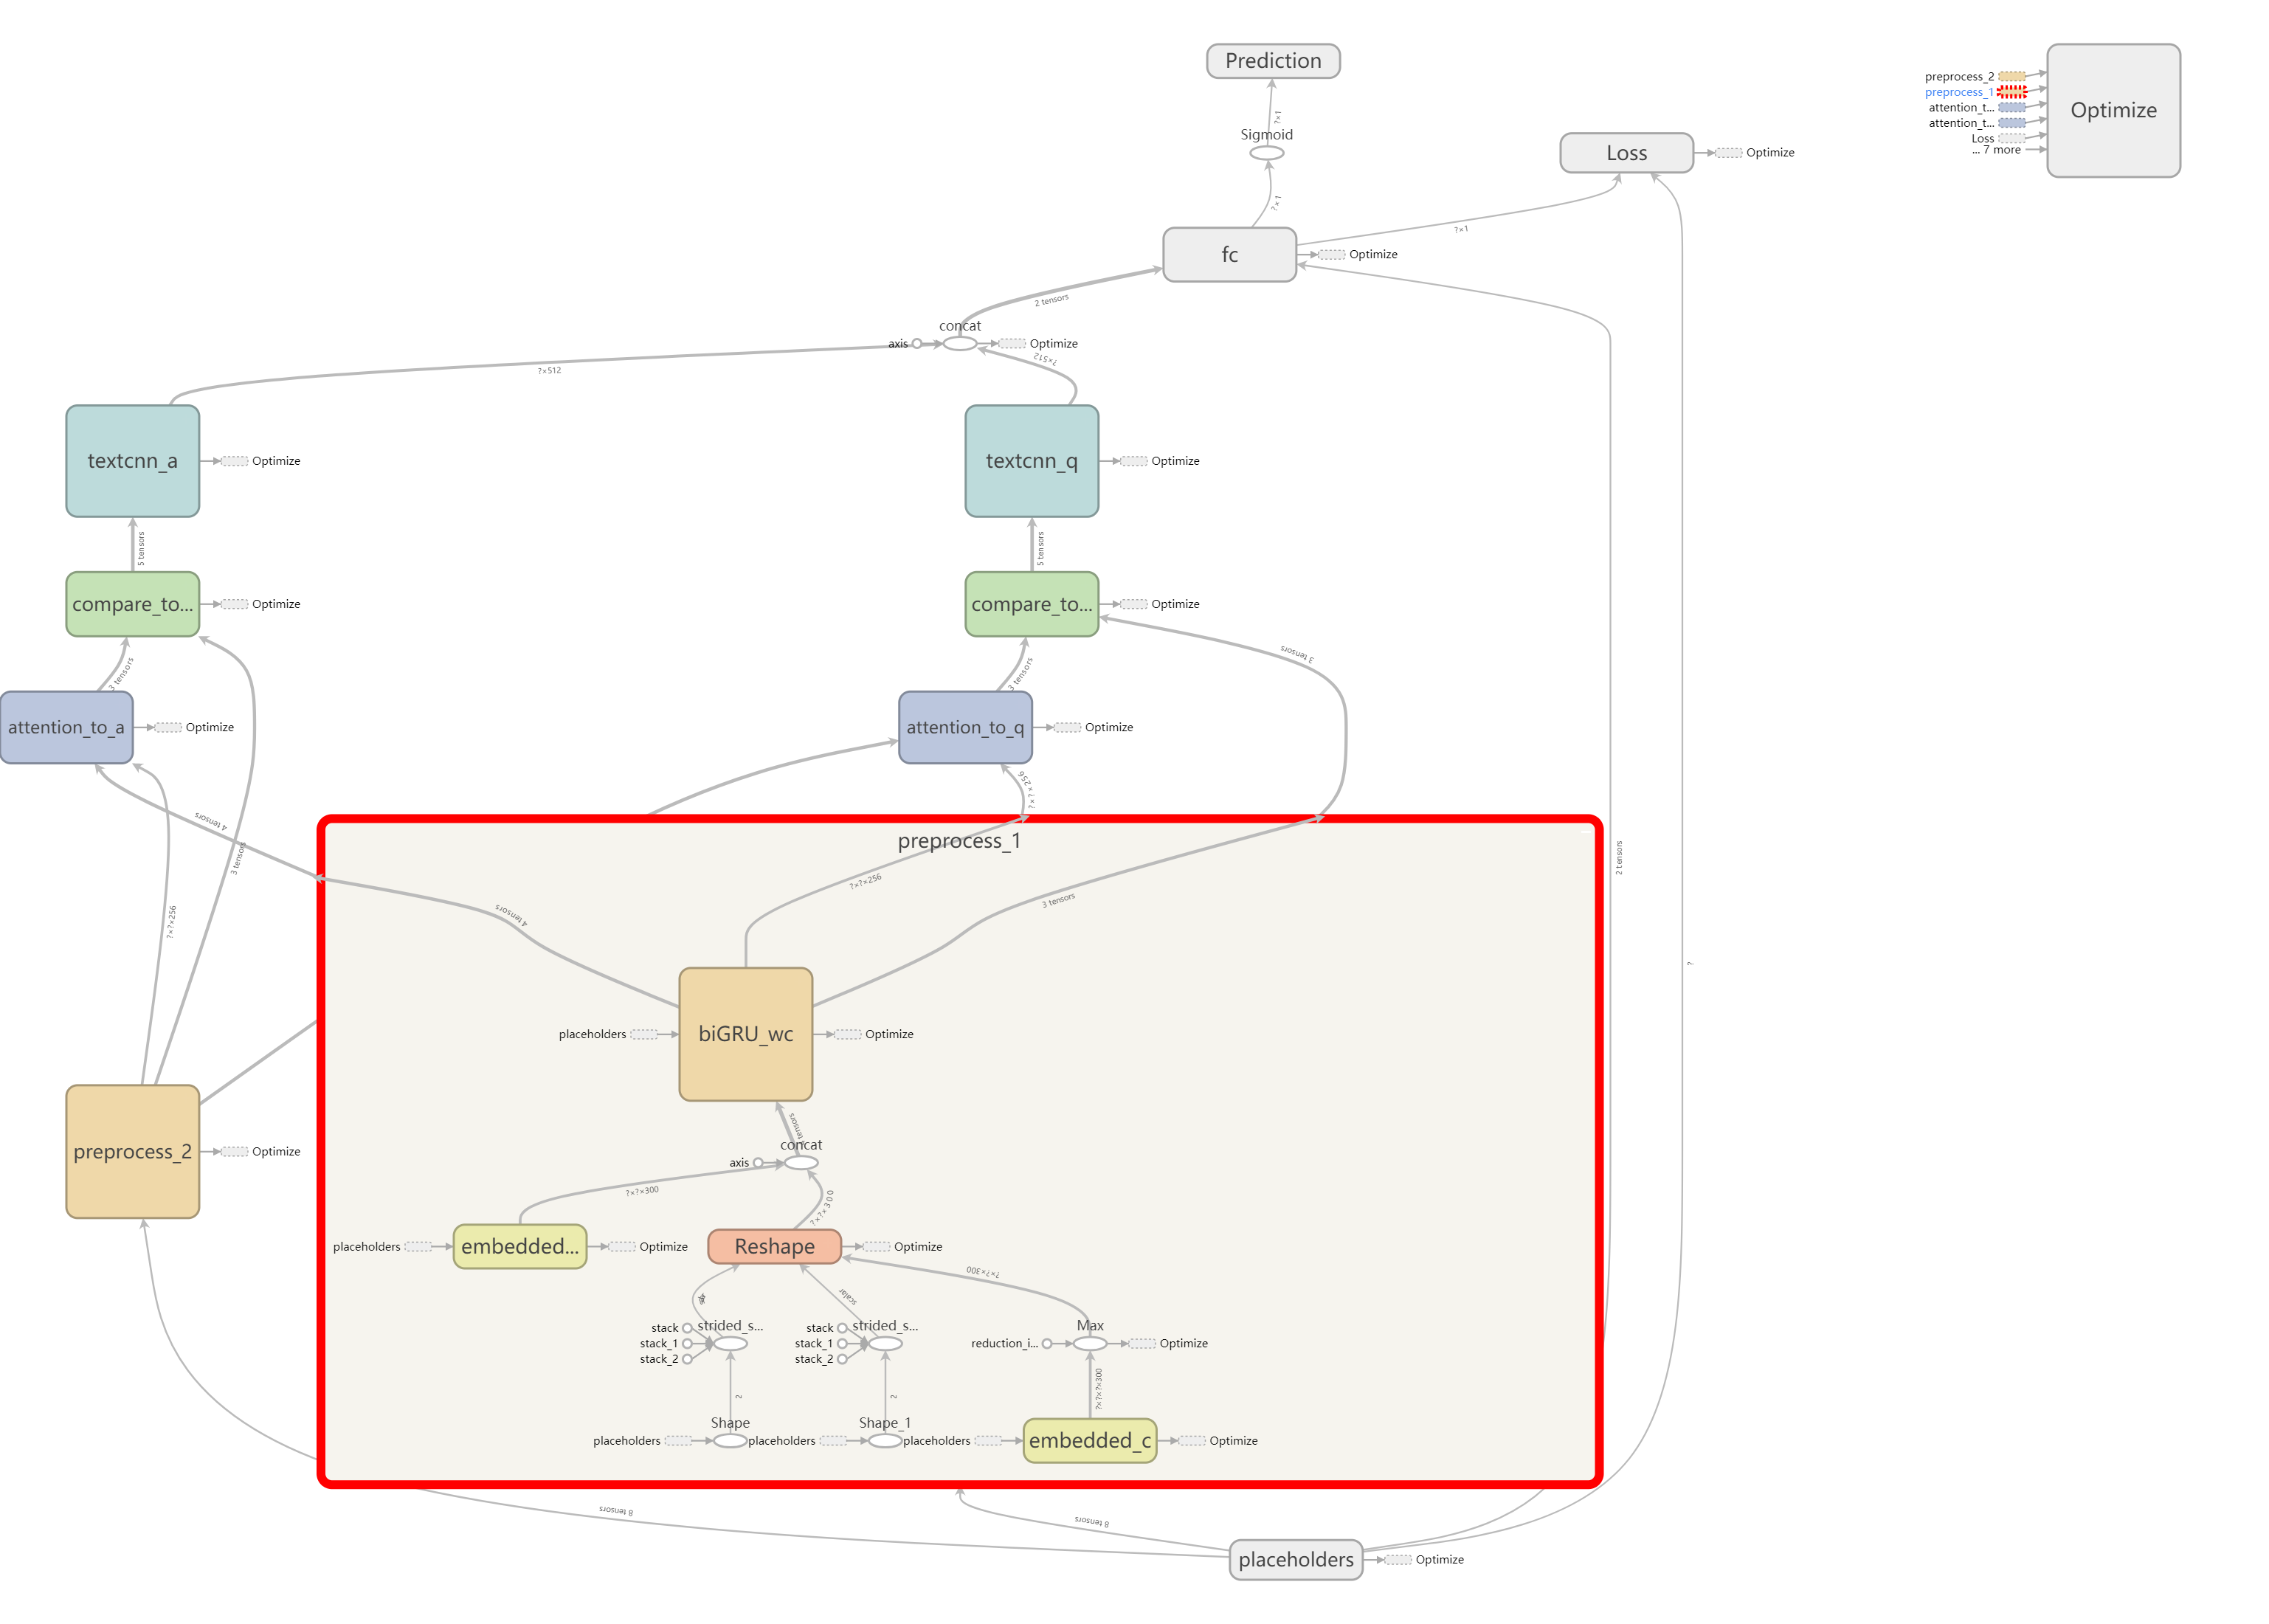 Prediction
preprocess_2
preprocess_1
attention_t...
attention_t...
Loss
... 7 more
Optimize
?×1
Sigmoid
Loss
Optimize
?×1
?×1
fc
Optimize
2 tensors
concat
axis
Optimize
?×512
?×512
textcnn_a
Optimize
textcnn_q
Optimize
5 tensors
5 tensors
compare_to...
Optimize
compare_to...
Optimize
3 tensors
3 tensors
3 tensors
attention_to_a
Optimize
attention_to_q
Optimize
?×?×256
4 tensors
preprocess_1
3 tensors
2 tensors
?×?×256
3 tensors
4 tensors
?×?×256
?
biGRU_wc
placeholders
Optimize
preprocess_2
Optimize
tensors
concat
axis
?×?×300
?×?×300
placeholders
embedded...
Optimize
Reshape
Optimize
?×?×300
scalar
stack
strided_s...
stack
strided_s...
Max
stack_1
stack_1
reduction_i...
Optimize
stack_2
stack_2
2
2
?×?×?×300
Shape
Shape_1
placeholders
placeholders
placeholders
embedded_c
Optimize
8 tensors
8 tensors
placeholders
Optimize